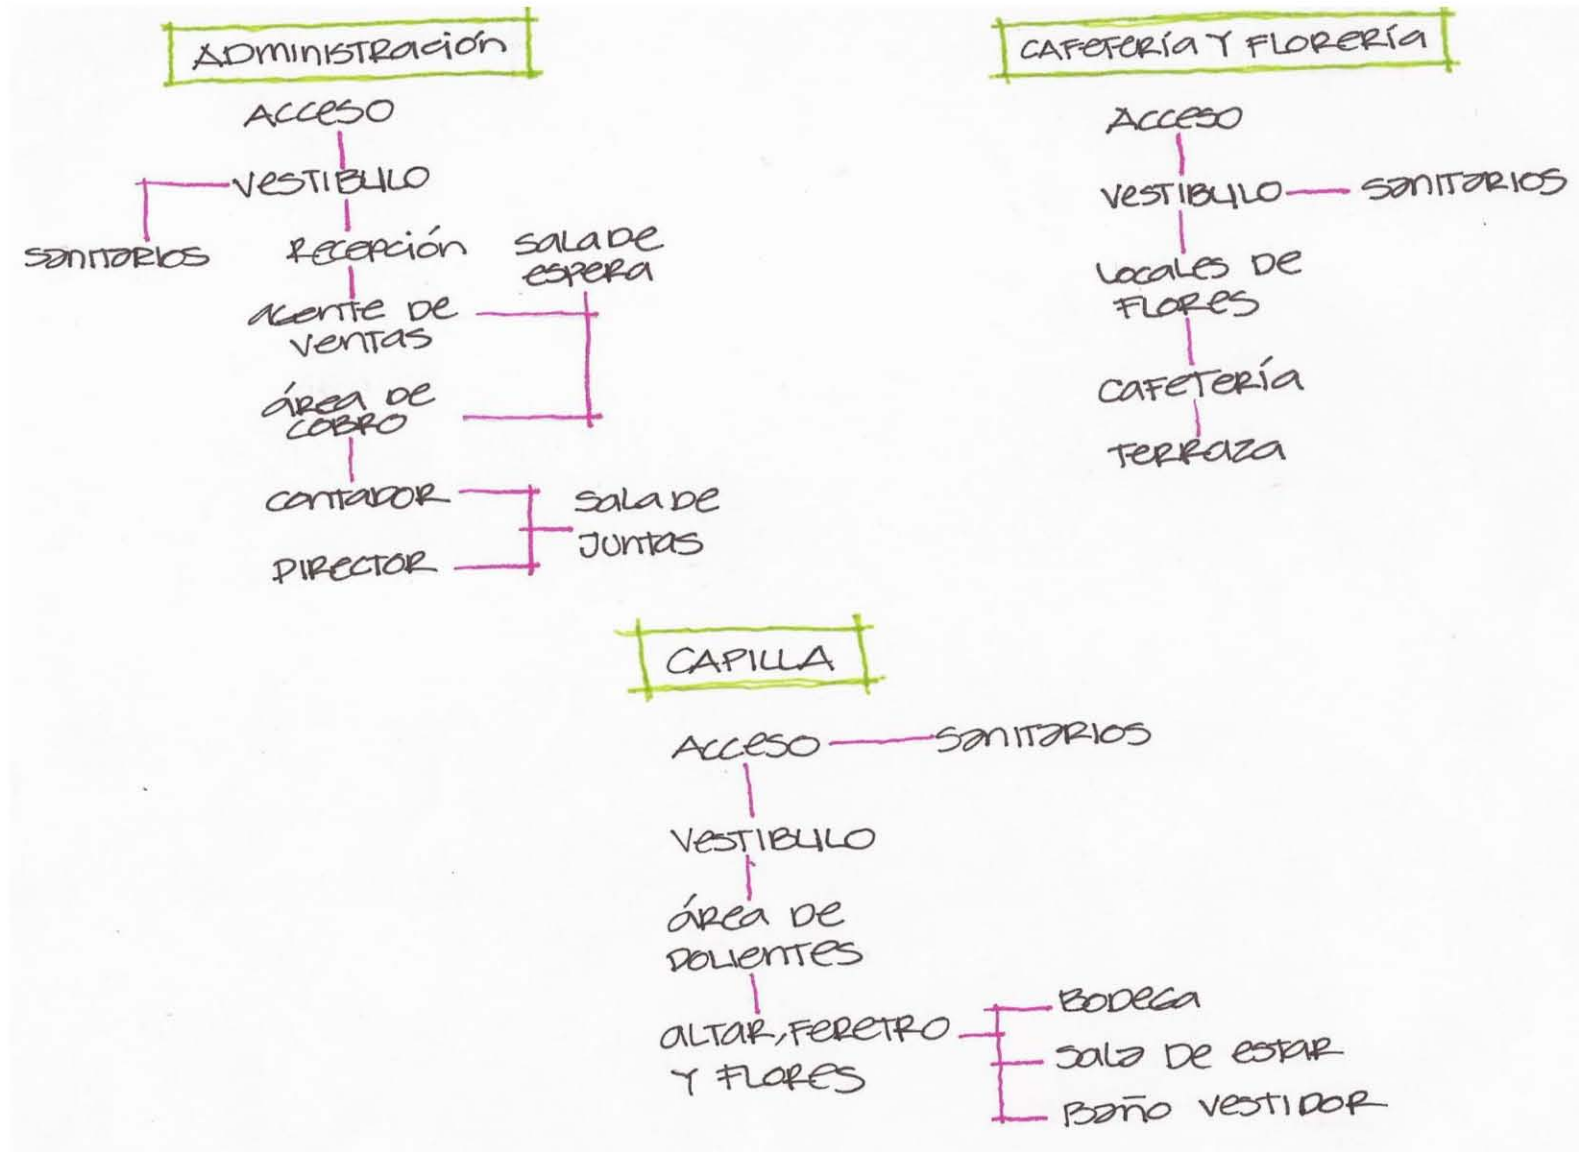 ADMINISTRACIÓN
ACCESO
VESTIBULO
SANITARIOS
RECEPCIÓN
SALA DE
ESPERA
AGENTE DE
VENTAS
ÁREA DE
COBRO
CONTADOR
SALA DE
JUNTAS
DIRECTOR
CAFETERÍA Y FLORERÍA
ACCESO
VESTIBULO
SANITARIOS
LOCALES DE
FLORES
CAFETERÍA
TERRAZA
CAPILLA
ACCESO
SANITARIOS
VESTIBULO
ÁREA DE
DOLIENTES
ALTAR, FERETRO
Y FLORES
BODEGA
SALA DE ESTAR
BAÑO VESTIDOR